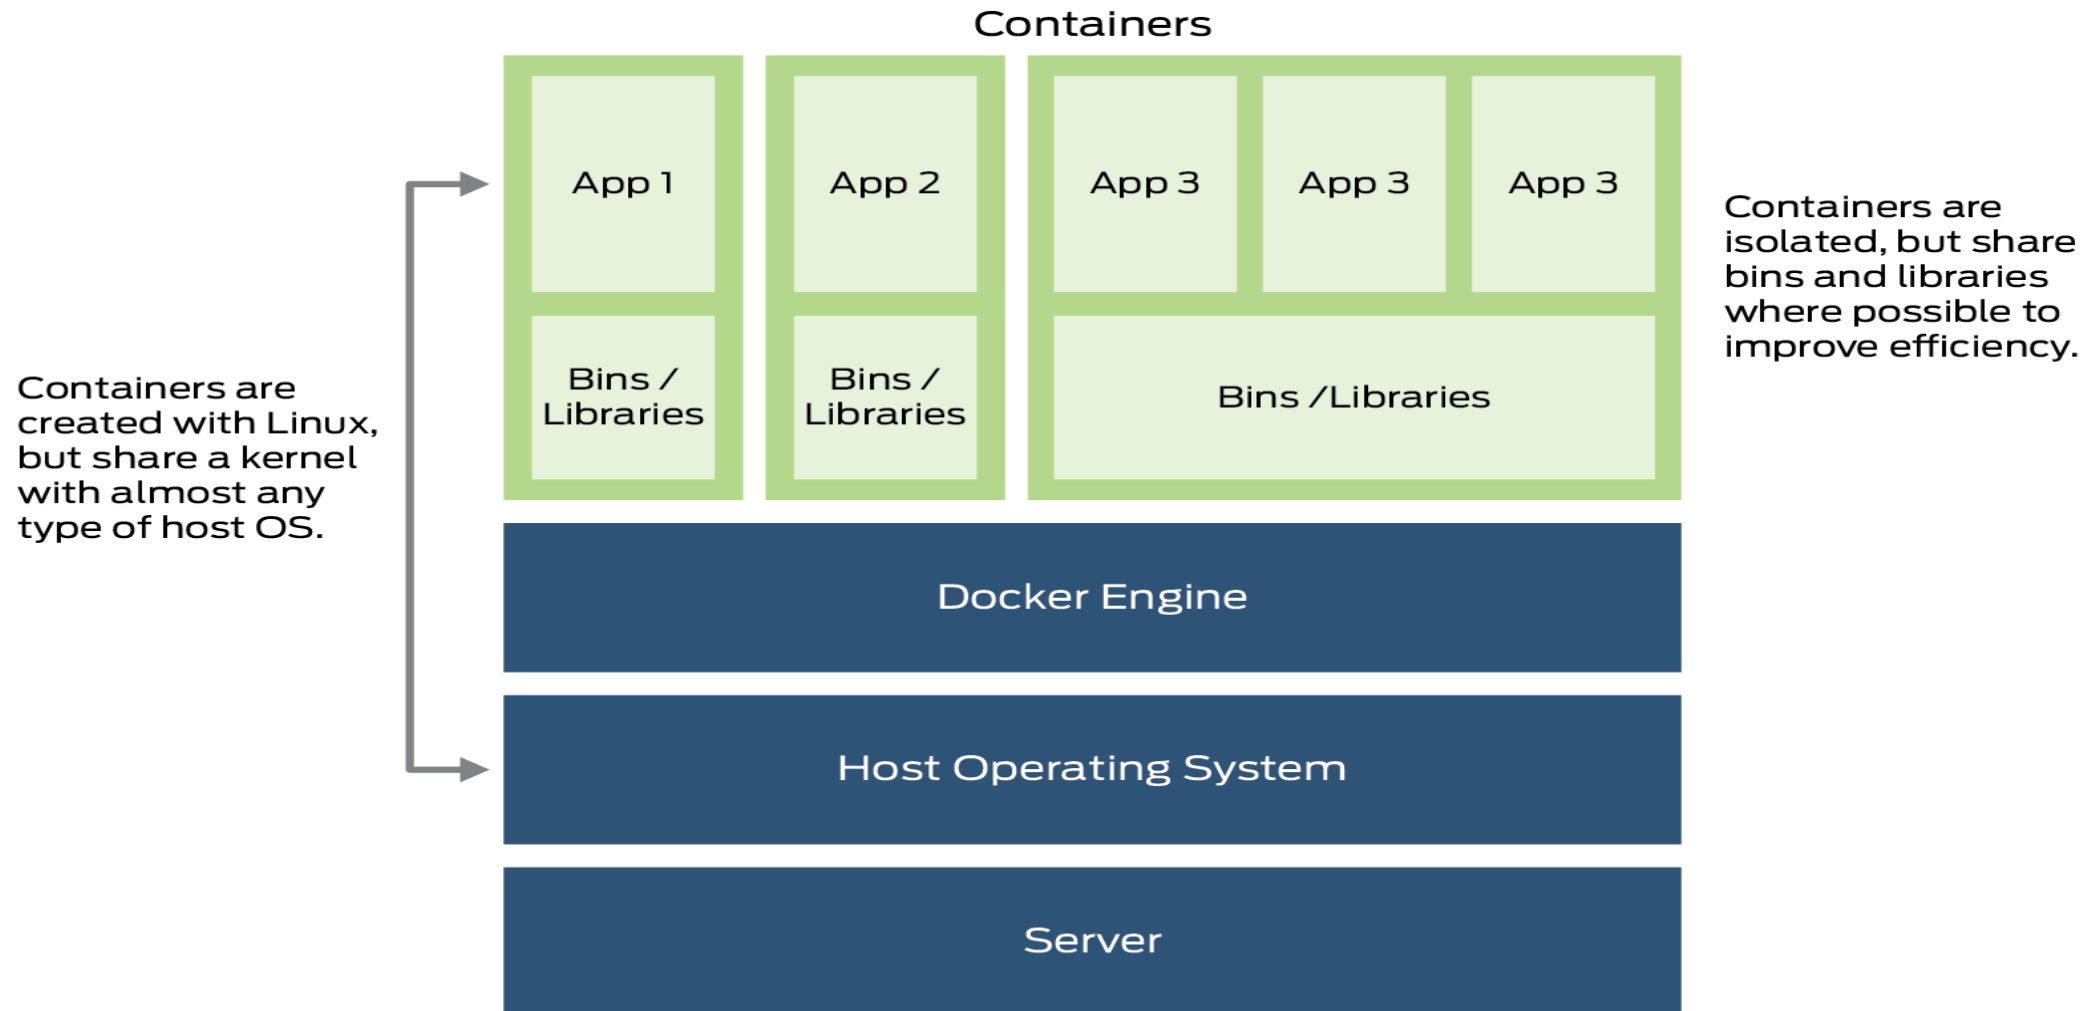 Containers
App 1
App 2
App 3
App 3
App 3
Bins /
Libraries
Bins /
Libraries
Bins /Libraries
Containers are
isolated, but share
bins and libraries
where possible to
improve efficiency.
Containers are
created with Linux,
but share a kernel
with almost any
type of host OS.
Docker Engine
Host Operating System
Server